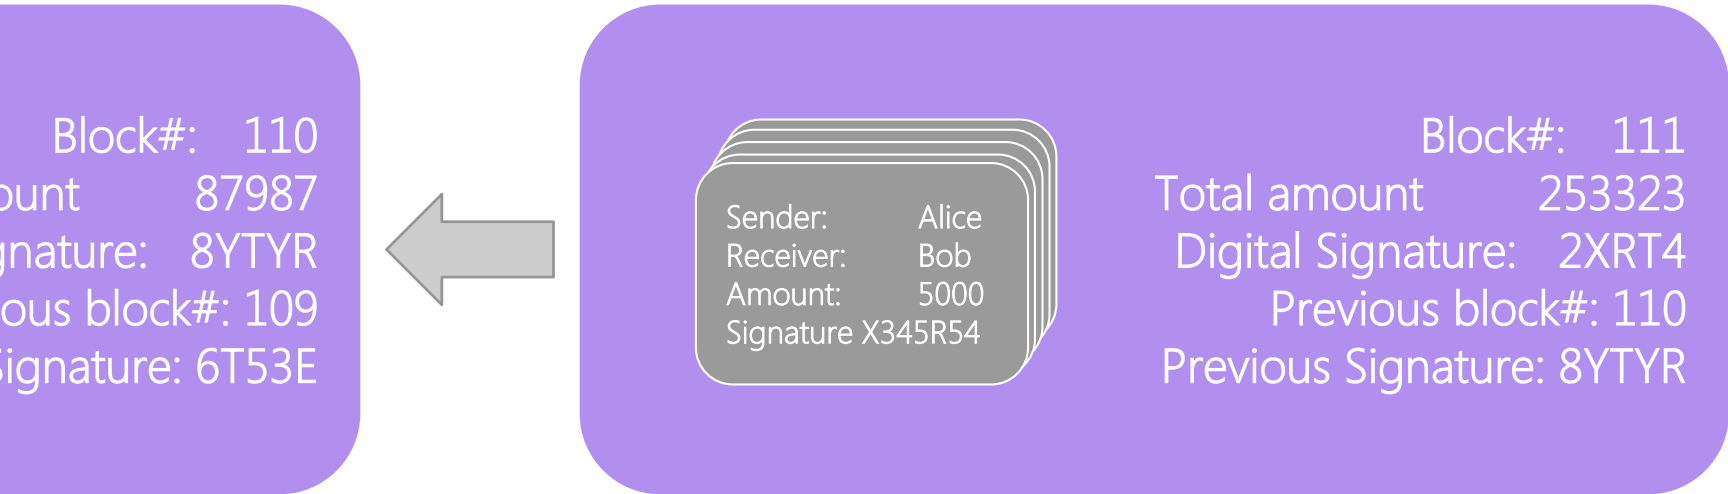 Block#: 110
ount 87987
gnature: 8YTYR
ous block#: 109
Signature: 6T53E
Sender: Alice
Receiver: Bob
Amount: 5000
Signature X345R54
Block#: 111
Total amount 253323
Digital Signature: 2XRT4
Previous block#: 110
Previous Signature: 8YTYR